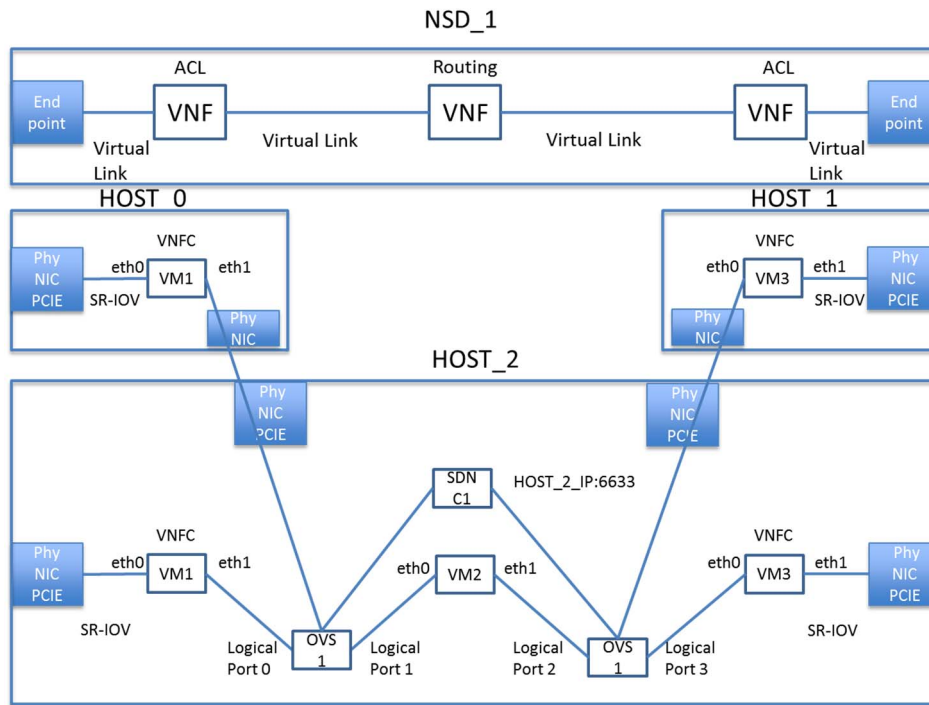 NSD_1
ACL
Routing
ACL
End
point
VNF
VNF
VNF
End
point
Virtual
Link
Virtual Link
Virtual Link
Virtual
Link
HOST_0
HOST_1
Phy
NIC
PCIE
eth0
VNFC
VM1
eth1
SR-IOV
Phy
NIC
eth0
VNFC
VM3
eth1
SR-IOV
Phy
NIC
PCIE
Phy
NIC
HOST_2
Phy
NIC
PCIE
Phy
NIC
PCIE
SDN
C1
HOST_2_IP:6633
Phy
NIC
PCIE
eth0
VNFC
VM1
eth1
SR-IOV
eth0
VM2
eth1
eth0
VNFC
VM3
eth1
SR-IOV
Phy
NIC
PCIE
Logical
Port 0
OVS
1
Logical
Port 1
Logical
Port 2
OVS
1
Logical
Port 3